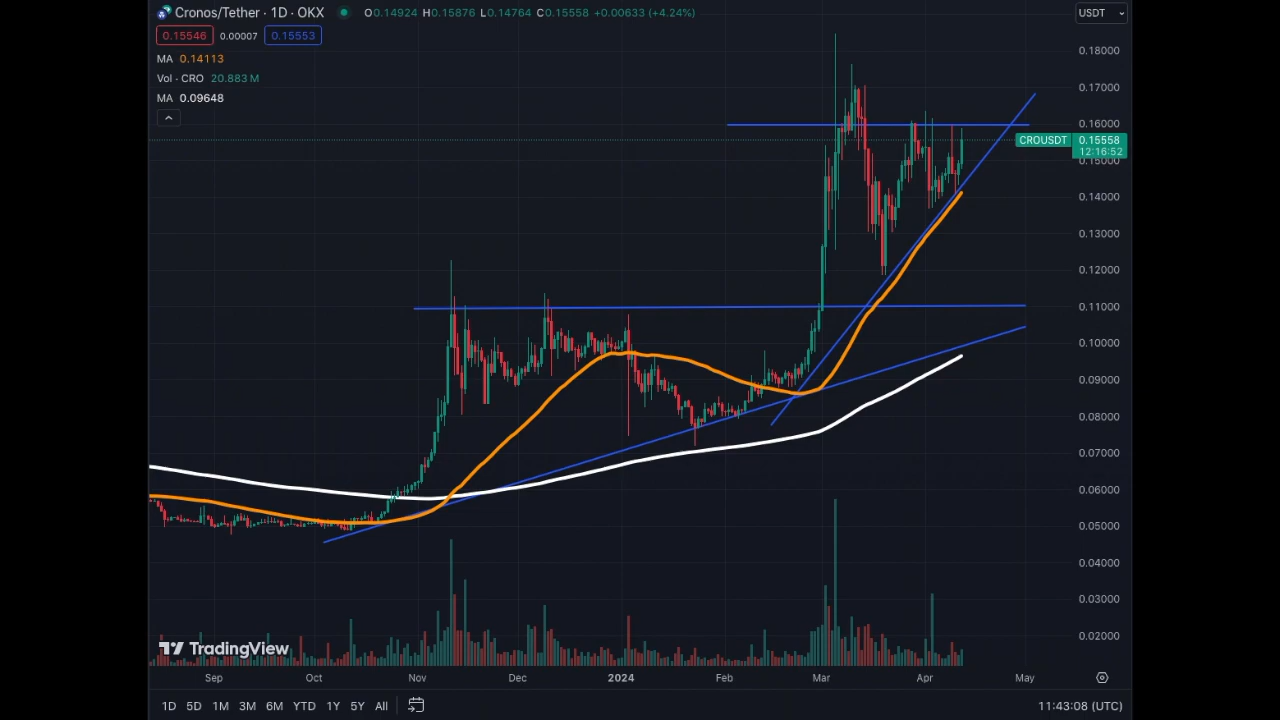 Cronos/Tether · 1D · OKX O0.14924 H0.15876 L0.14764 C0.15558 +0.00633 (+4.24%)
USDT
0.15546 0.00007 0.15553
MA 0.14113
Vol · CRO 20.883 M
MA 0.09648
0.18000
0.17000
0.16000
CROUSDT 0.15558
12:16:52
0.15000
0.14000
0.13000
0.12000
0.11000
0.10000
0.09000
0.08000
0.07000
0.06000
0.05000
0.04000
0.03000
0.02000
TradingView
Sep Oct Nov Dec 2024 Feb Mar Apr May
1D 5D 1M 3M 6M YTD 1Y 5Y All 11:43:08 (UTC)